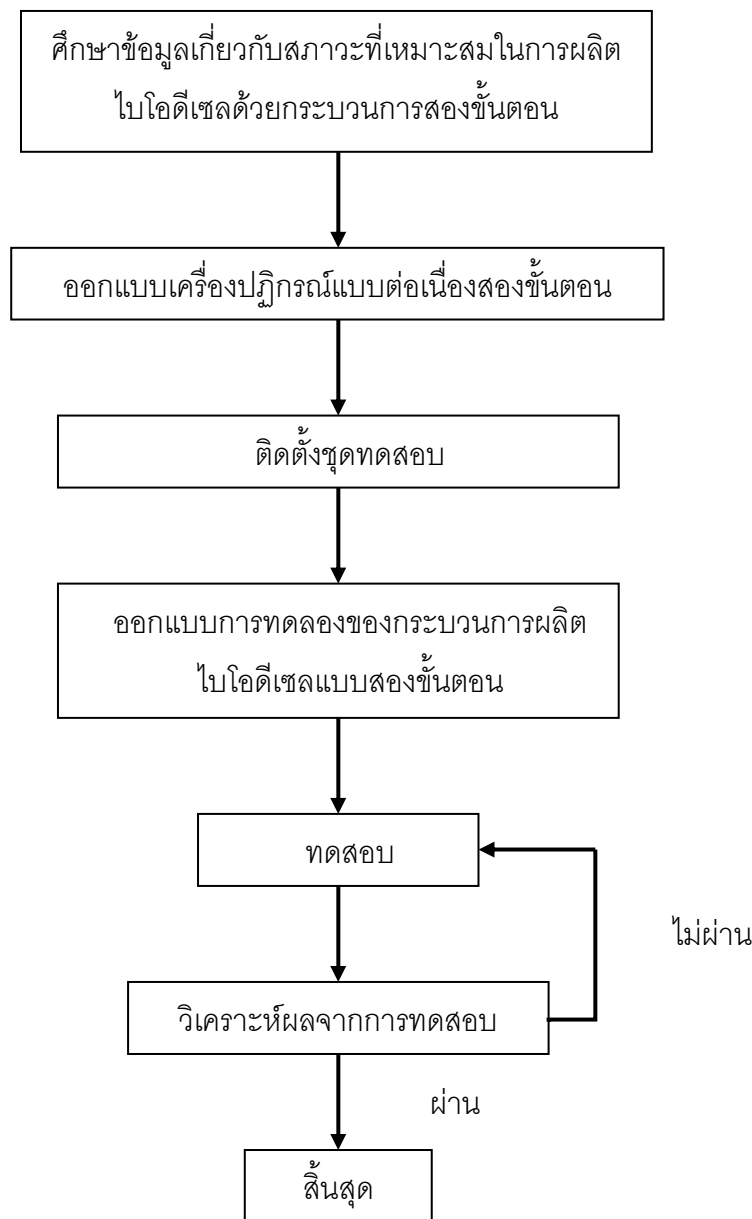 ศึกษาข้อมูลเกี่ยวกับสภาวะที่เหมาะสมในการผลิต
ไบโอดีเซลด้วยกระบวนการสองขั้นตอน
ออกแบบเครื่องปฏิกรณ์แบบต่อเนื่องสองขั้นตอน
ติดตั้งชุดทดสอบ
ออกแบบการทดลองของกระบวนการผลิต
ไบโอดีเซลแบบสองขั้นตอน
ทดสอบ
ไม่ผ่าน
วิเคราะห์ผลจากการทดสอบ
ผ่าน
สิ้นสุด